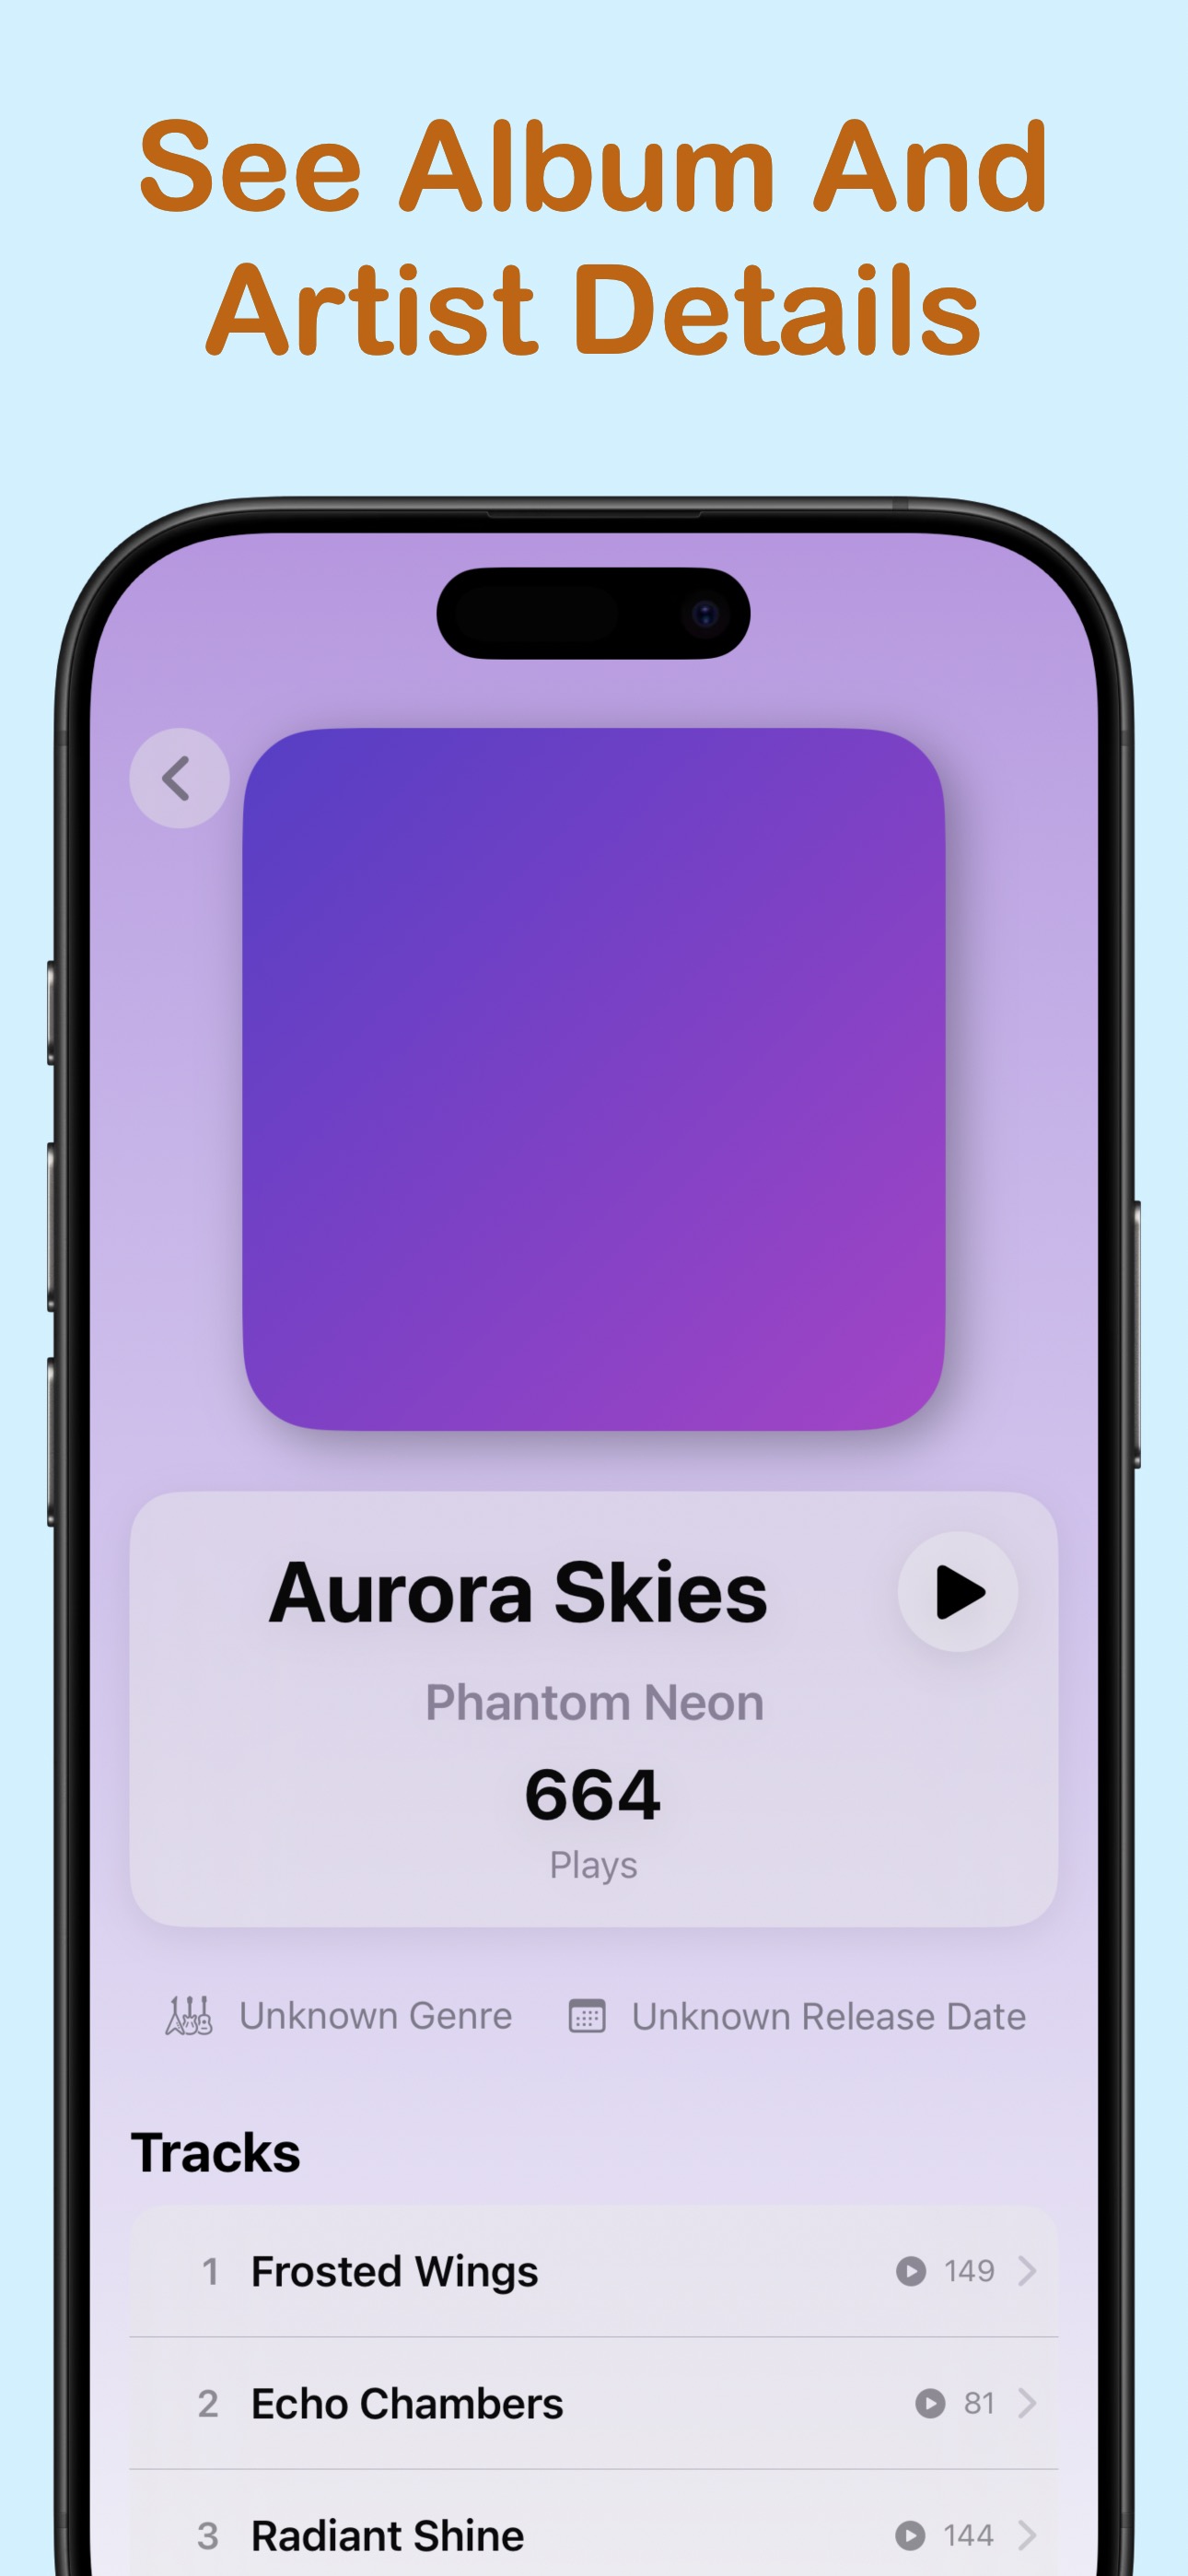 See Album And
Artist Details
Aurora Skies
Phantom Neon
664
Plays
Unknown Genre Unknown Release Date
Tracks
1 Frosted Wings 149
2 Echo Chambers 81
3 Radiant Shine 144